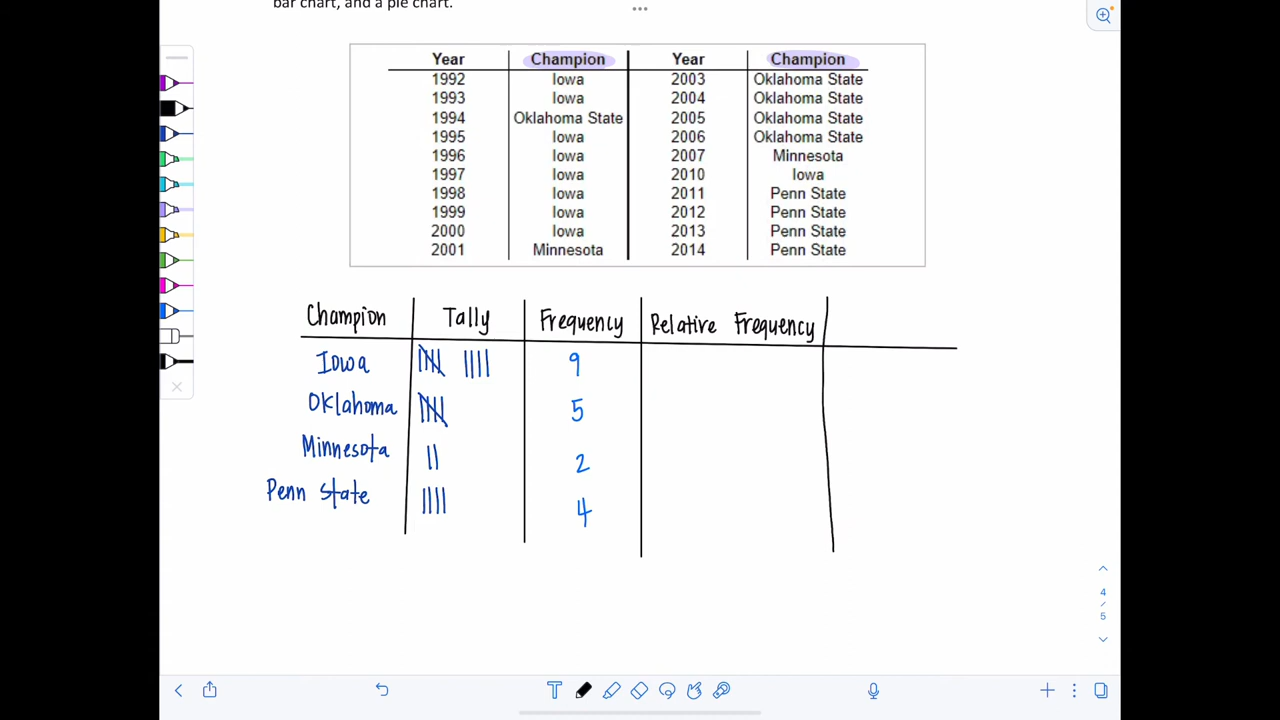 bar chart, and a pie chart.
Year Champion Year Champion
1992 Iowa 2003 Oklahoma State
1993 Iowa 2004 Oklahoma State
1994 Oklahoma State 2005 Oklahoma State
1995 Iowa 2006 Oklahoma State
1996 Iowa 2007 Minnesota
1997 Iowa 2010 Iowa
1998 Iowa 2011 Penn State
1999 Iowa 2012 Penn State
2000 Iowa 2013 Penn State
2001 Minnesota 2014 Penn State
Champion Tally Frequency Relative Frequency
Iowa 9
Oklahoma 5
Minnesota 2
Penn State 4
4
/
5
T